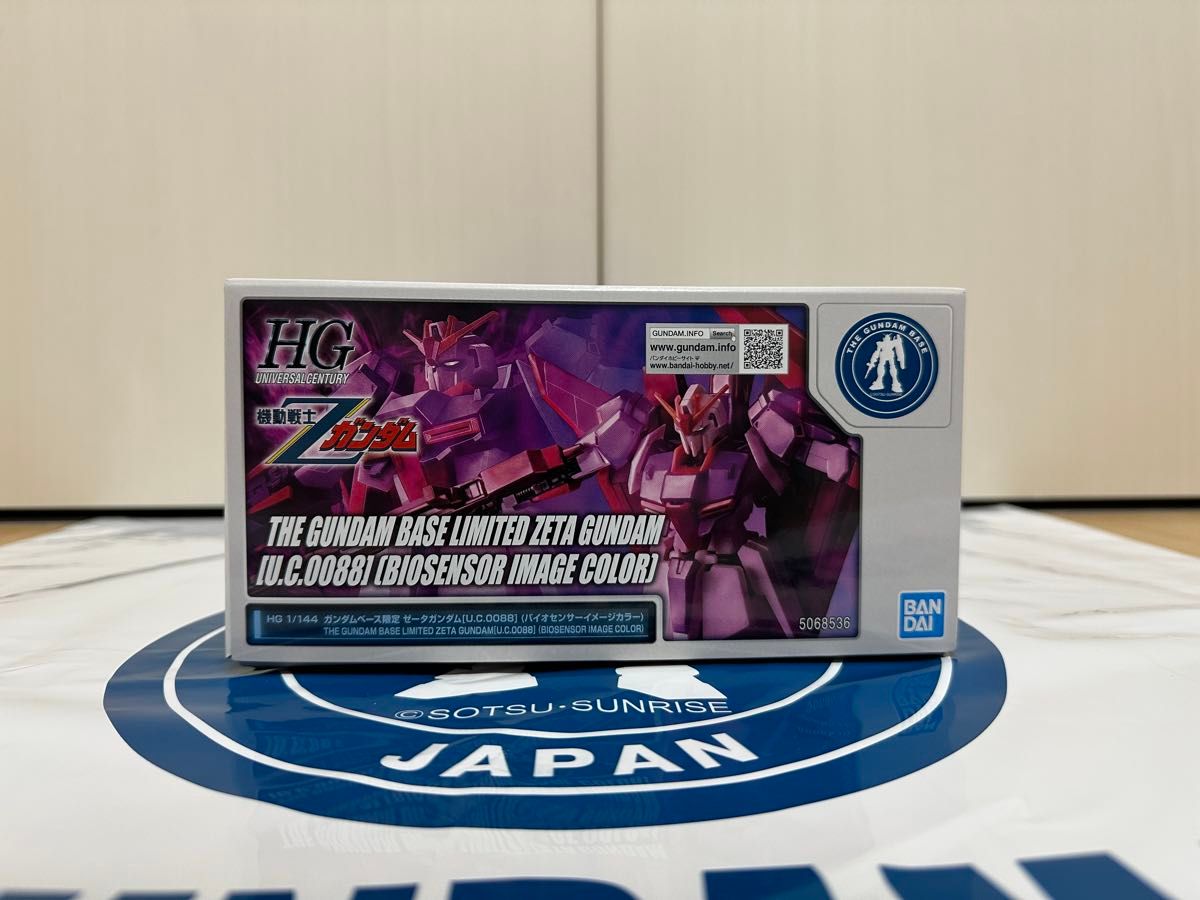 HG
UNIVERSAL CENTURY
機動戦士
Zガンダム
GUNDAM.INFO Search
www.gundam.info
バンダイホビーサイト
www.bandai-hobby.net/
THE GUNDAM BASE
©SOTSU・SUNRISE
THE GUNDAM BASE LIMITED ZETA GUNDAM
[U.C.0088] (BIOSENSOR IMAGE COLOR)
HG 1/144 ガンダムベース限定 ゼータガンダム[U.C.0088] (バイオセンサーイメージカラー)
THE GUNDAM BASE LIMITED ZETA GUNDAM[U.C.0088] (BIOSENSOR IMAGE COLOR)
5068536
BAN
DAI
©SOTSU・SUNRISE
JAPAN